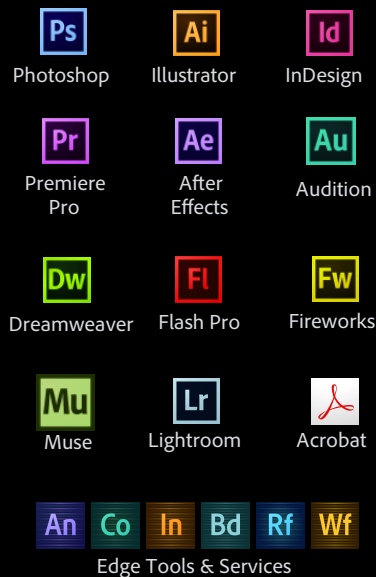 Ps Ai Id
Photoshop Illustrator InDesign
Pr Ae Au
Premiere Pro After Effects Audition
Dw Fl Fw
Dreamweaver Flash Pro Fireworks
Mu Lr
Muse Lightroom Acrobat
An Co In Bd Rf Wf
Edge Tools & Services